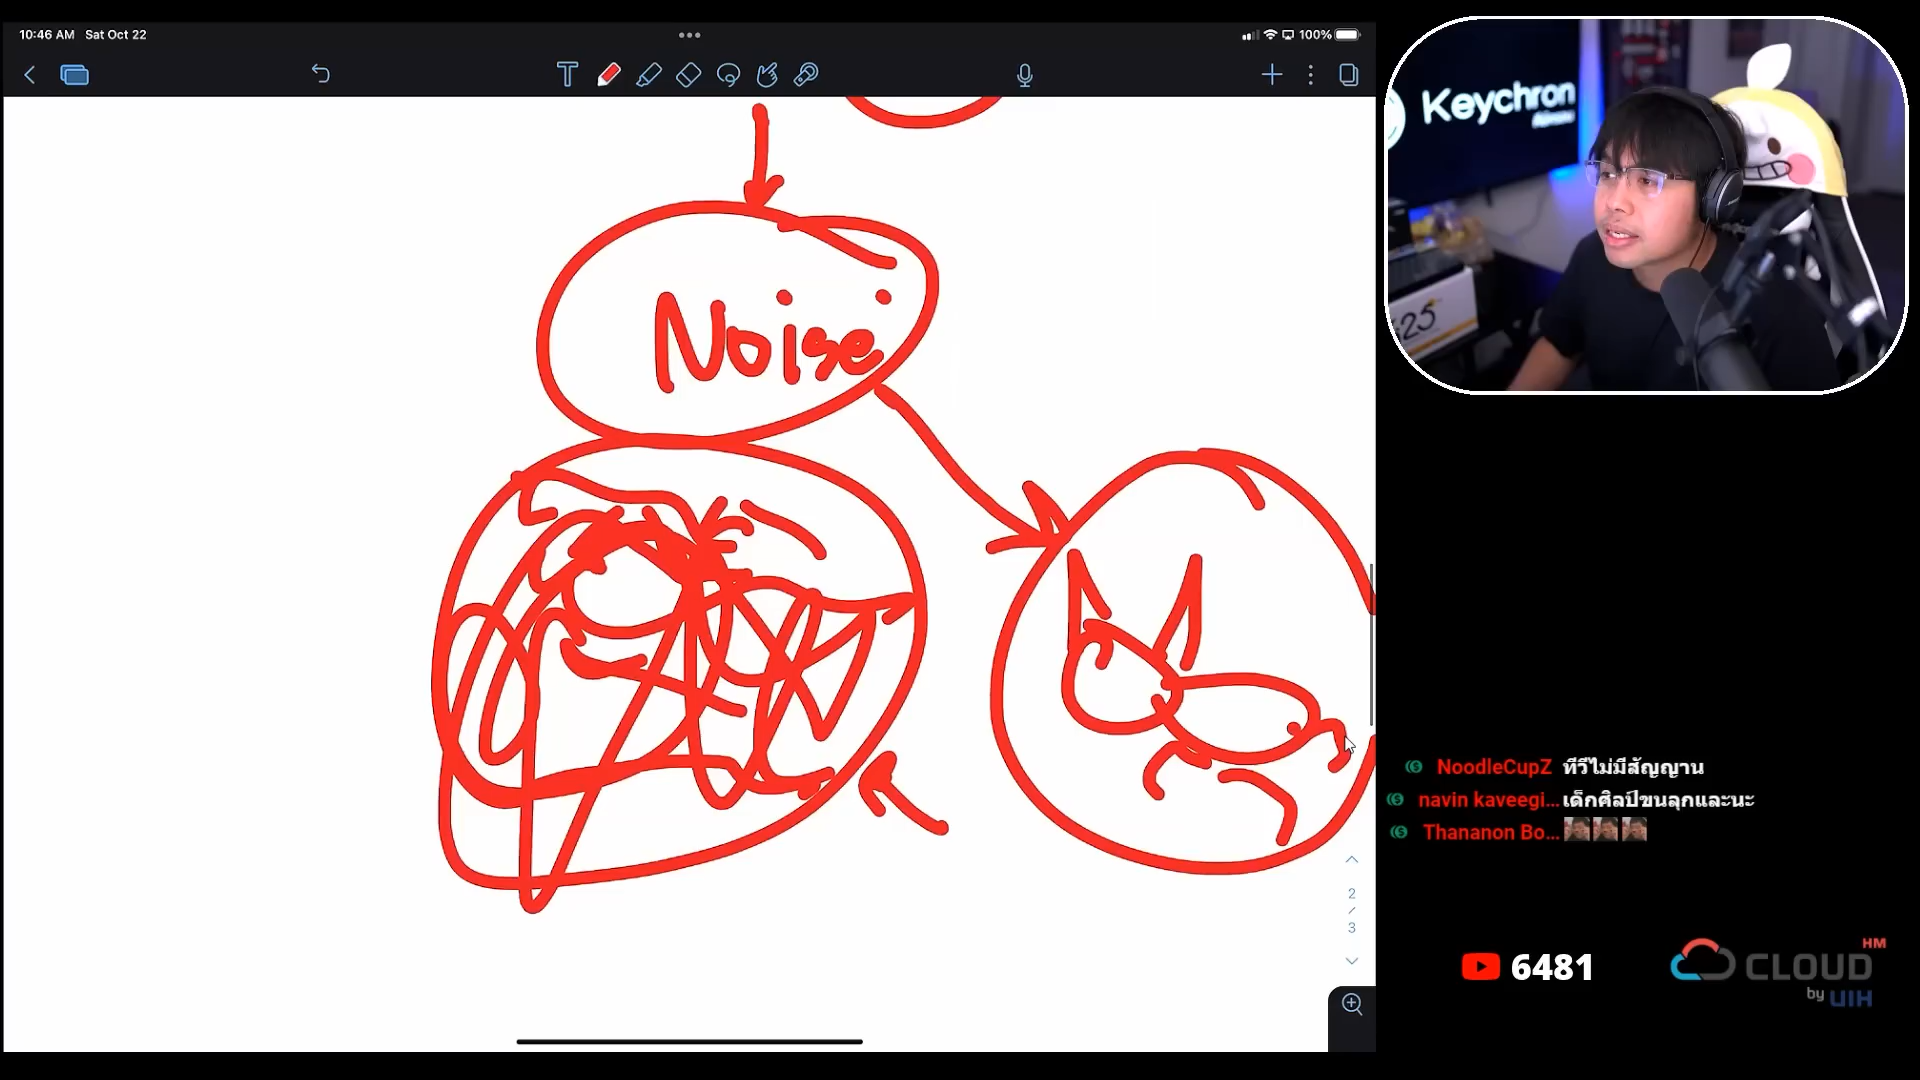 10:46 AM Sat Oct 22
100%
Noise
2
3
Keychron
25
NoodleCupZ ทีวีไม่มีสัญญาน
navin kaveegi... เด็กศิลป์ขนลุกและนะ
Thananon Bo...
6481
CLOUD HM
by UIH